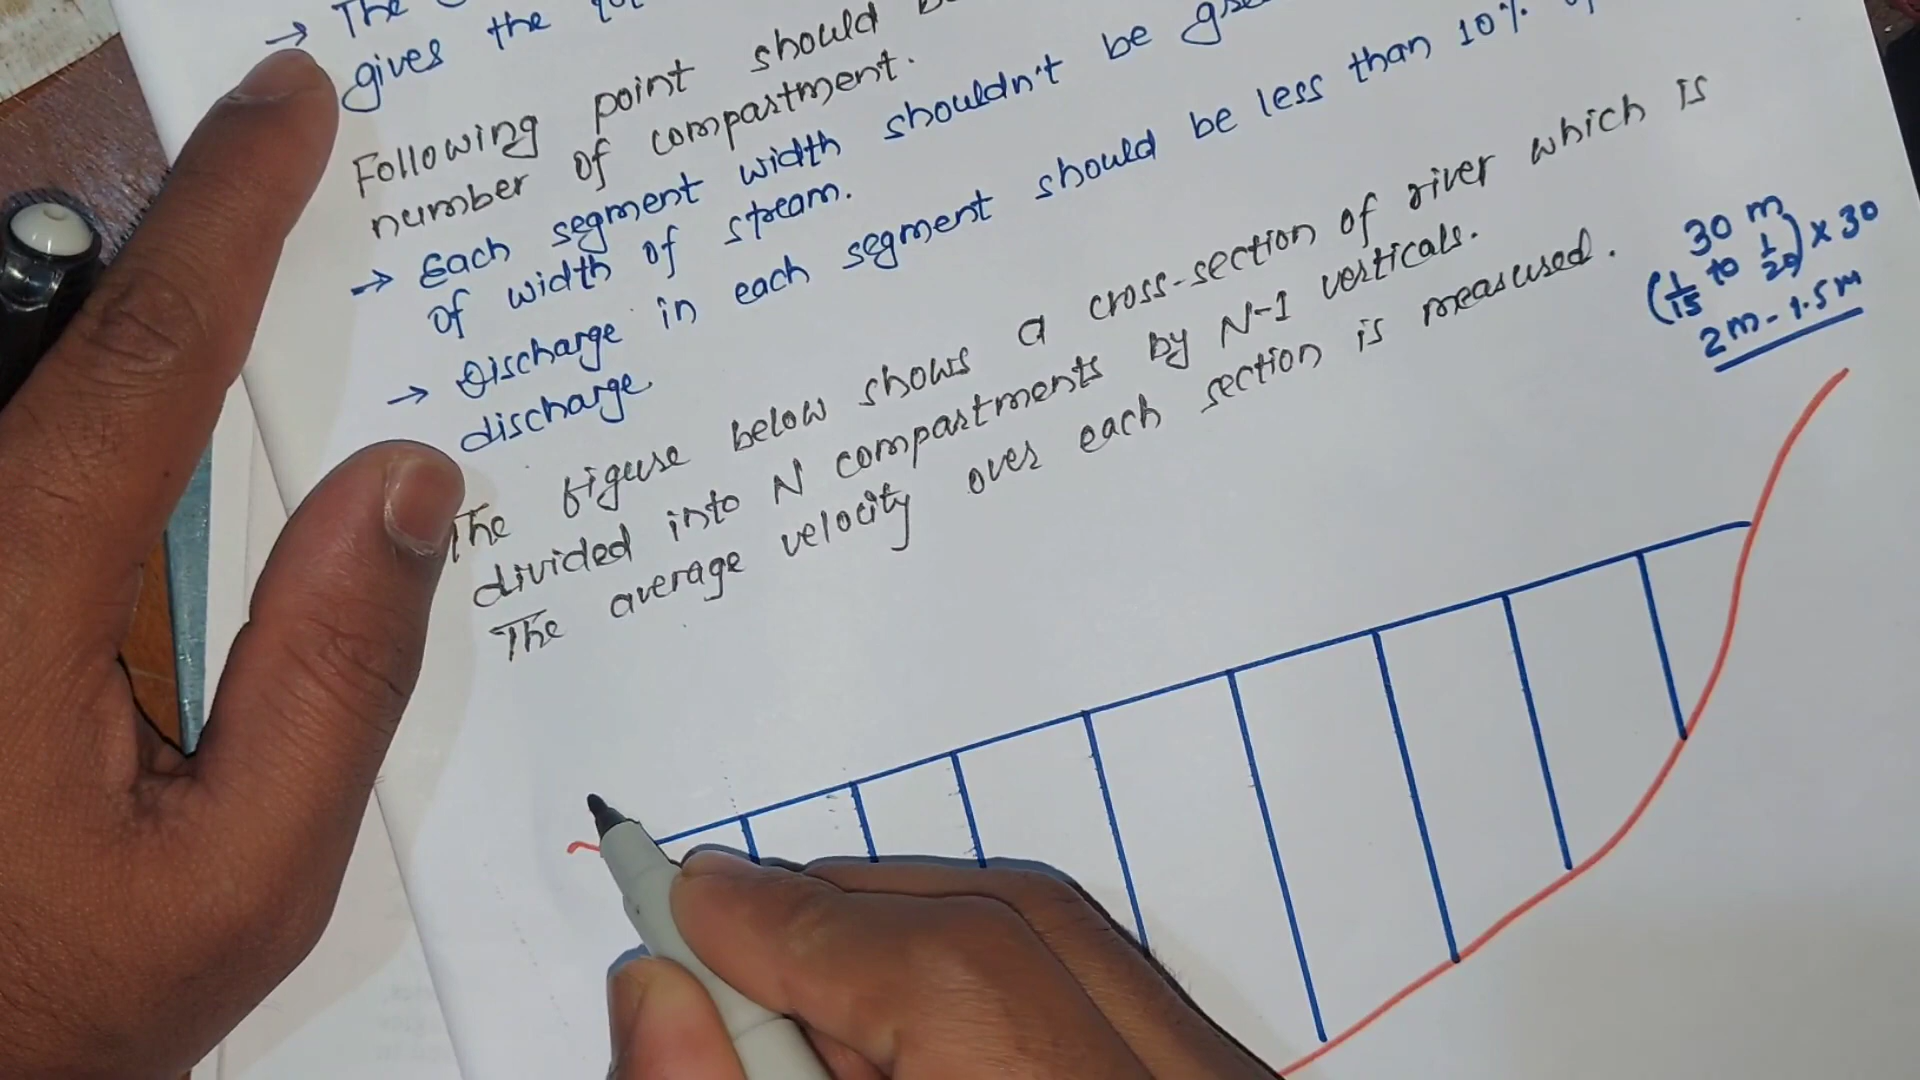 → The
gives the
Following point should
number of compartment.
→ Each segment width shouldn't be
of width of stream.
→ Discharge in each segment should be less than 10%
discharge
The figure below shows a cross-section of river which is
divided into N compartments by N-1 verticals.
The average velocity over each section is measured.
30 m
(1/15 to 1/20) × 30
2m - 1.5m